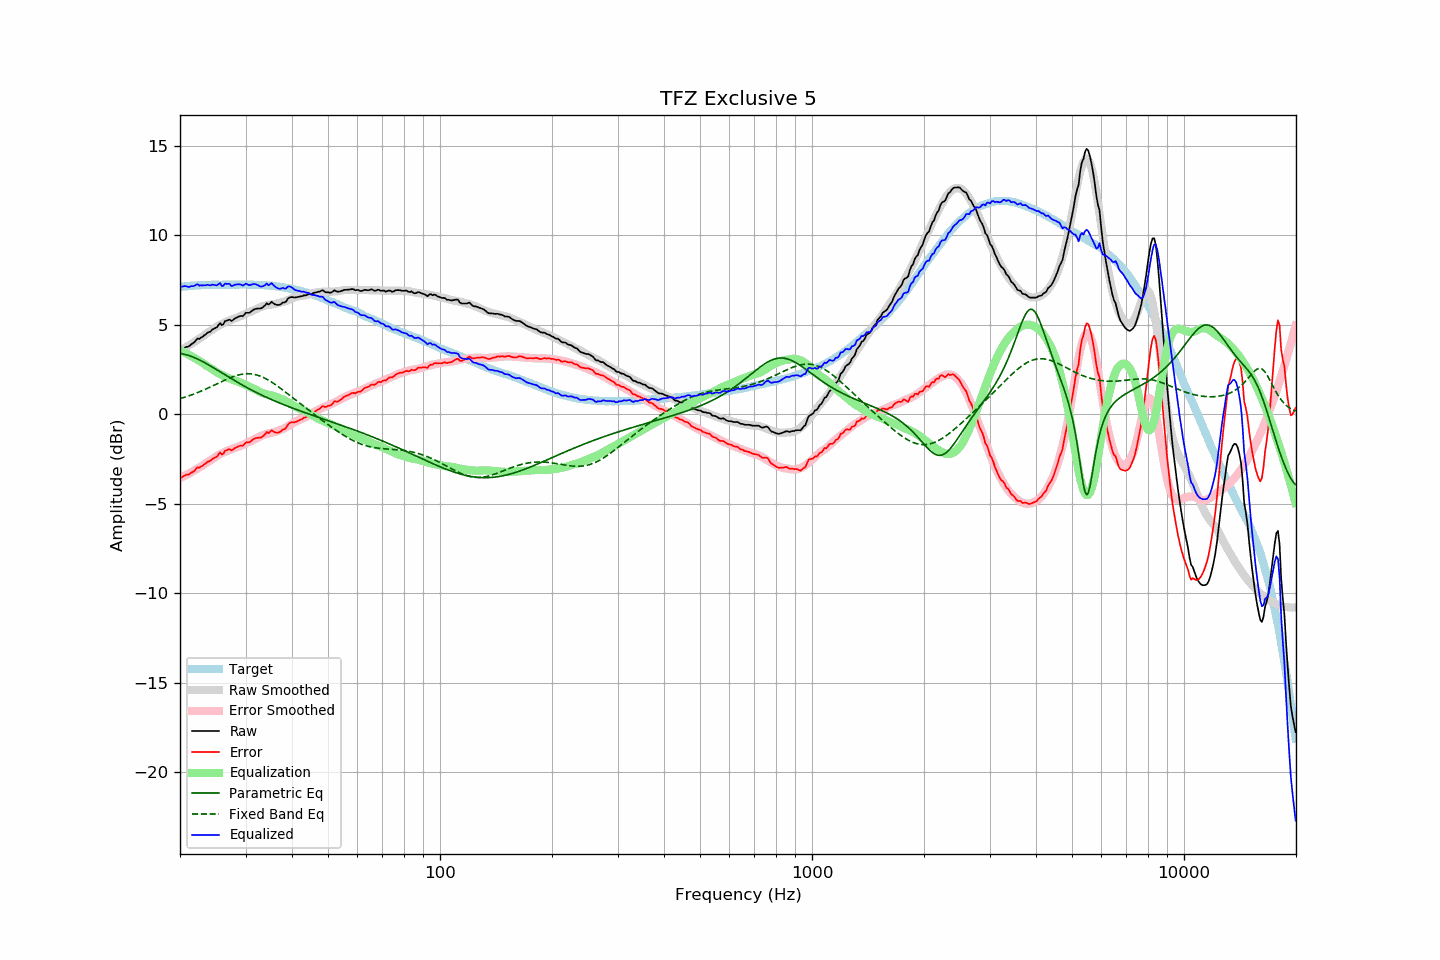 TFZ Exclusive 5
15
10
5
0
−5
−10
−15
−20
Amplitude (dBr)
Target
Raw Smoothed
Error Smoothed
Raw
Error
Equalization
Parametric Eq
Fixed Band Eq
Equalized
100
1000
10000
Frequency (Hz)